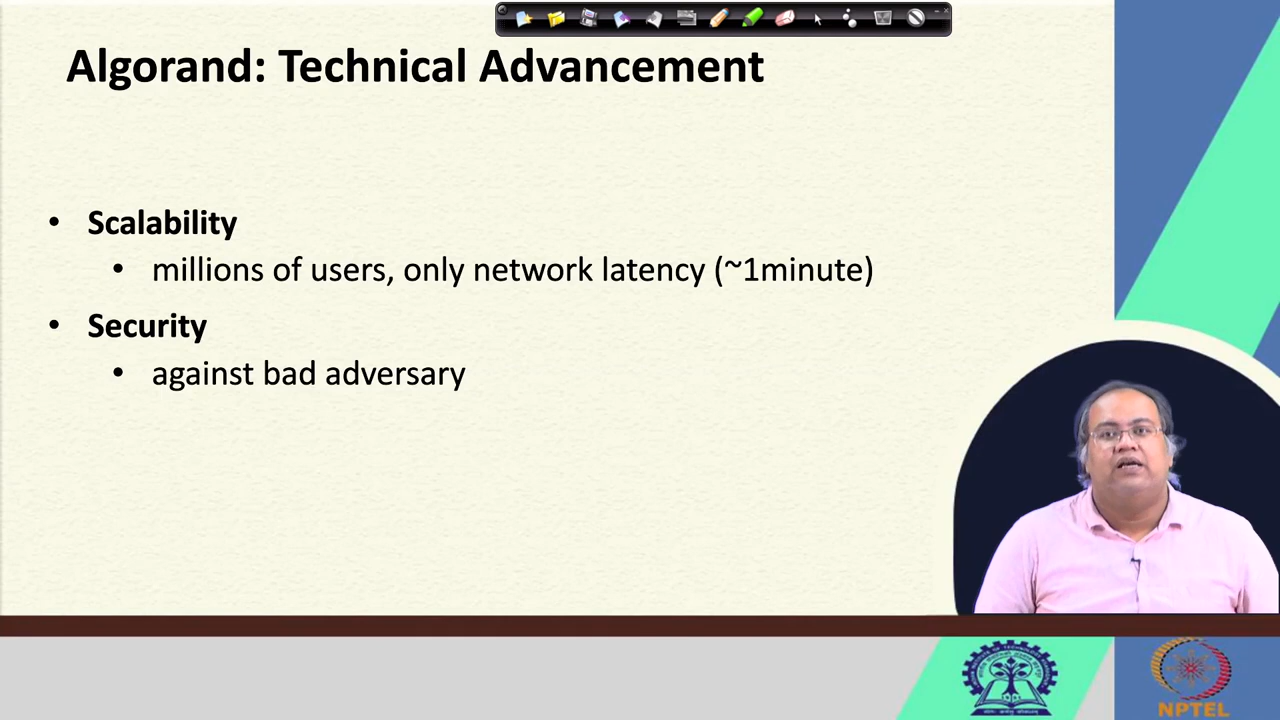 Algorand: Technical Advancement
• Scalability
• millions of users, only network latency (~1minute)
• Security
• against bad adversary
NPTEL